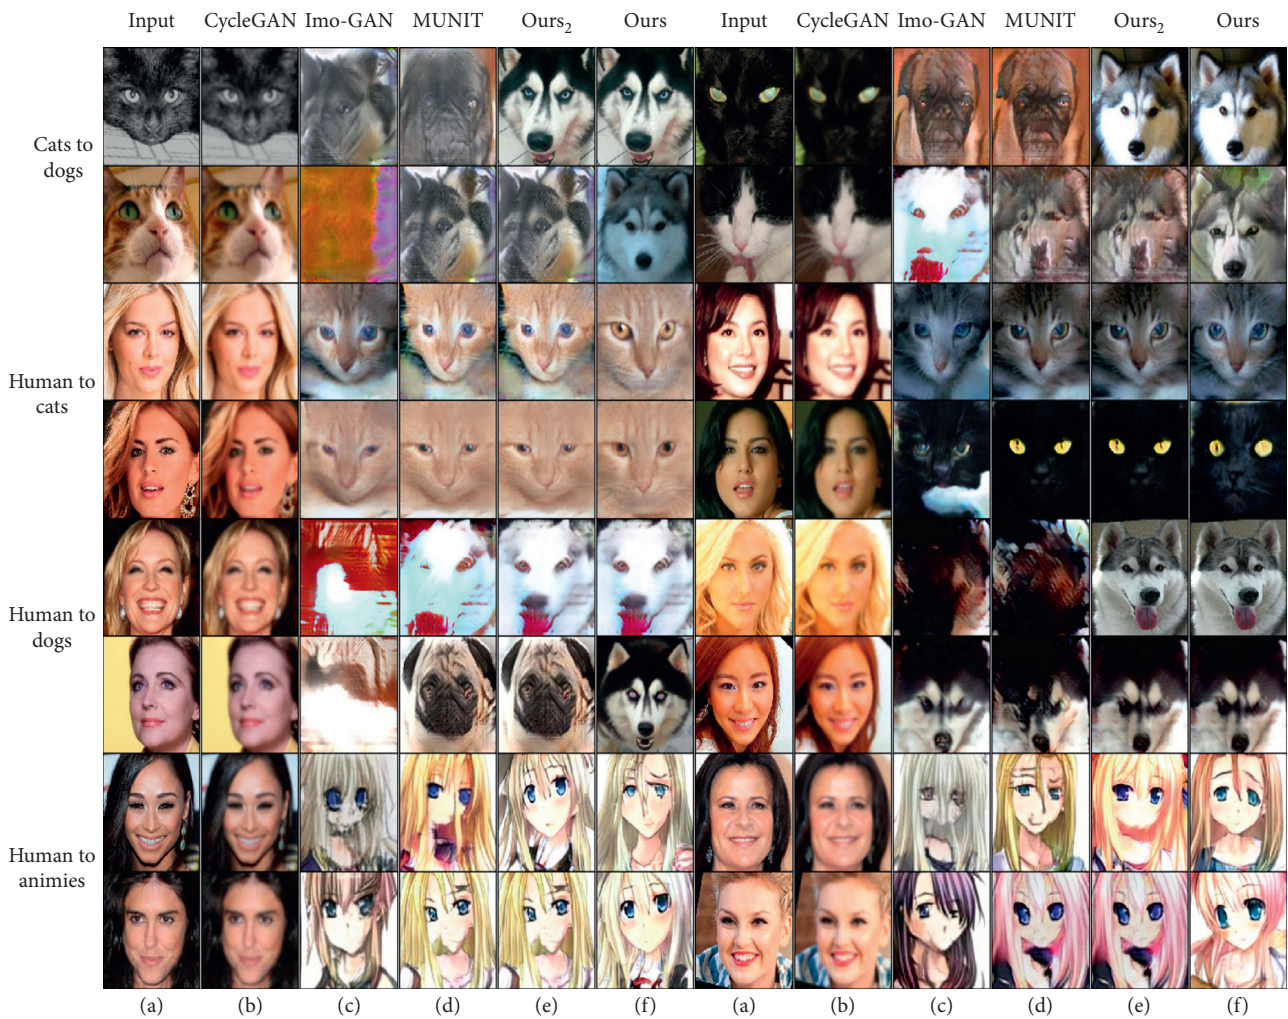 Input CycleGAN Imo-GAN MUNIT Ours₂ Ours Input CycleGAN Imo-GAN MUNIT Ours₂ Ours
Cats to
dogs
Human to
cats
Human to
dogs
Human to
animies
(a) (b) (c) (d) (e) (f) (a) (b) (c) (d) (e) (f)